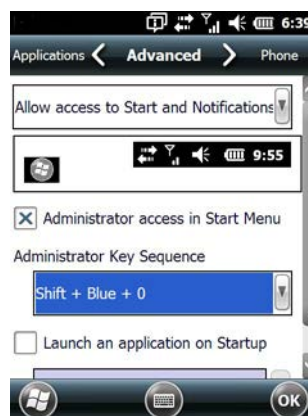 6:39
Applications Advanced Phone
Allow access to Start and Notifications
9:55
Administrator access in Start Menu
Administrator Key Sequence
Shift + Blue + 0
Launch an application on Startup
OK